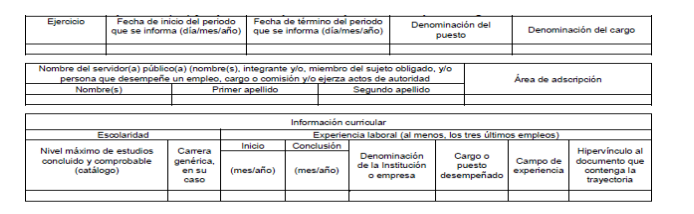 Ejercicio
Fecha de inicio del periodo
que se informa (día/mes/año)
Fecha de término del periodo
que se informa (día/mes/año)
Denominación del
puesto
Denominación del cargo
Nombre del servidor(a) público(a) (nombre(s), integrante y/o, miembro del sujeto obligado, y/o
persona que desempeñe un empleo, cargo o comisión y/o ejerza actos de autoridad
Área de adscripción
Nombre(s)
Primer apellido
Segundo apellido
Información curricular
Escolaridad
Experiencia laboral (al menos, los tres últimos empleos)
Nivel máximo de estudios
concluido y comprobable
(catálogo)
Carrera
genérica,
en su
caso
Inicio
(mes/año)
Conclusión
(mes/año)
Denominación
de la Institución
o empresa
Cargo o
puesto
desempeñado
Campo de
experiencia
Hipervínculo al
documento que
contenga la
trayectoria